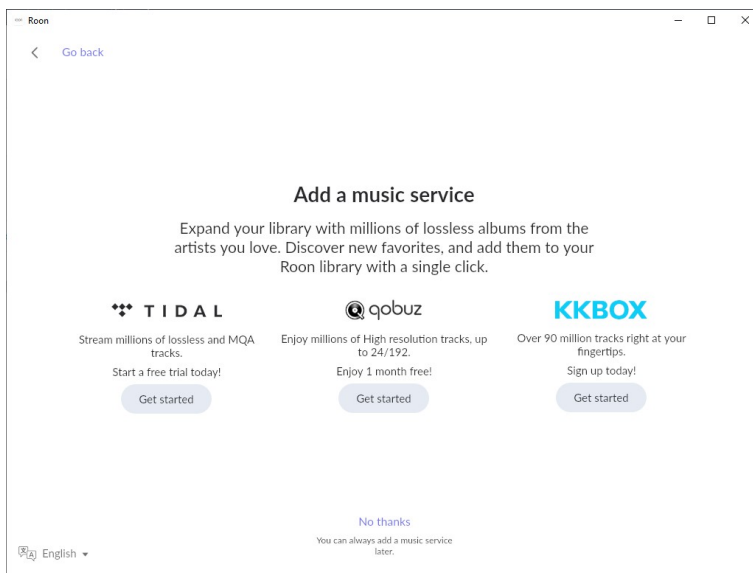 Roon
Go back
Add a music service
Expand your library with millions of lossless albums from the
artists you love. Discover new favorites, and add them to your
Roon library with a single click.
TIDAL
Stream millions of lossless and MQA
tracks.
Start a free trial today!
Get started
qobuz
Enjoy millions of High resolution tracks, up
to 24/192.
Enjoy 1 month free!
Get started
KKBOX
Over 90 million tracks right at your
fingertips.
Sign up today!
Get started
No thanks
You can always add a music service
later.
English